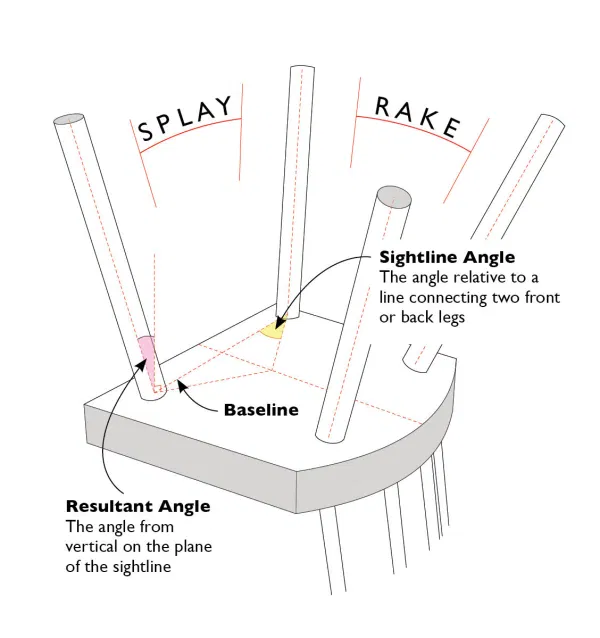 SPLAY
RAKE
Sightline Angle
The angle relative to a
line connecting two front
or back legs
Baseline
Resultant Angle
The angle from
vertical on the plane
of the sightline